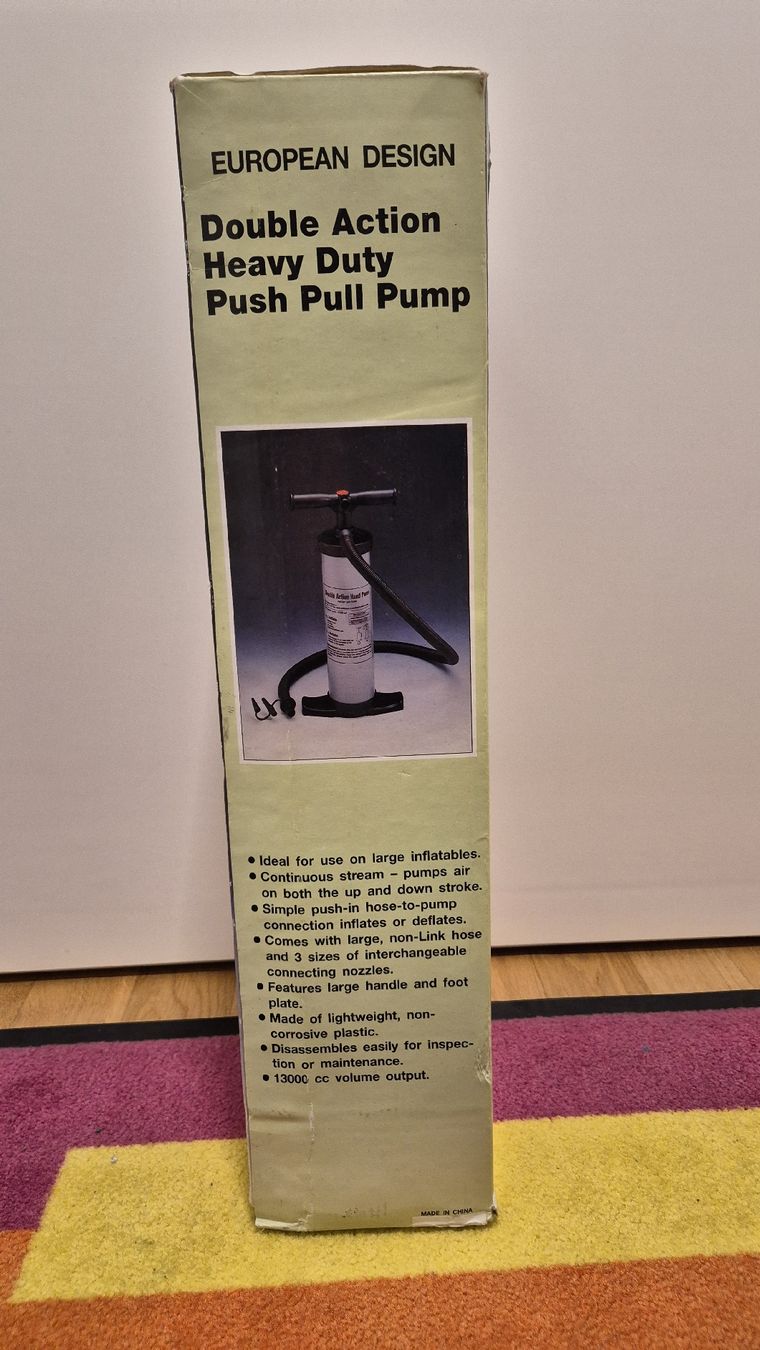 EUROPEAN DESIGN
Double Action
Heavy Duty
Push Pull Pump
Double Action Hand Pump
• Ideal for use on large inflatables.
• Continuous stream – pumps air
on both the up and down stroke.
• Simple push-in hose-to-pump
connection inflates or deflates.
• Comes with large, non-Link hose
and 3 sizes of interchangeable
connecting nozzles.
• Features large handle and foot
plate.
• Made of lightweight, non-
corrosive plastic.
• Disassembles easily for inspec-
tion or maintenance.
• 13000 cc volume output.
MADE IN CHINA